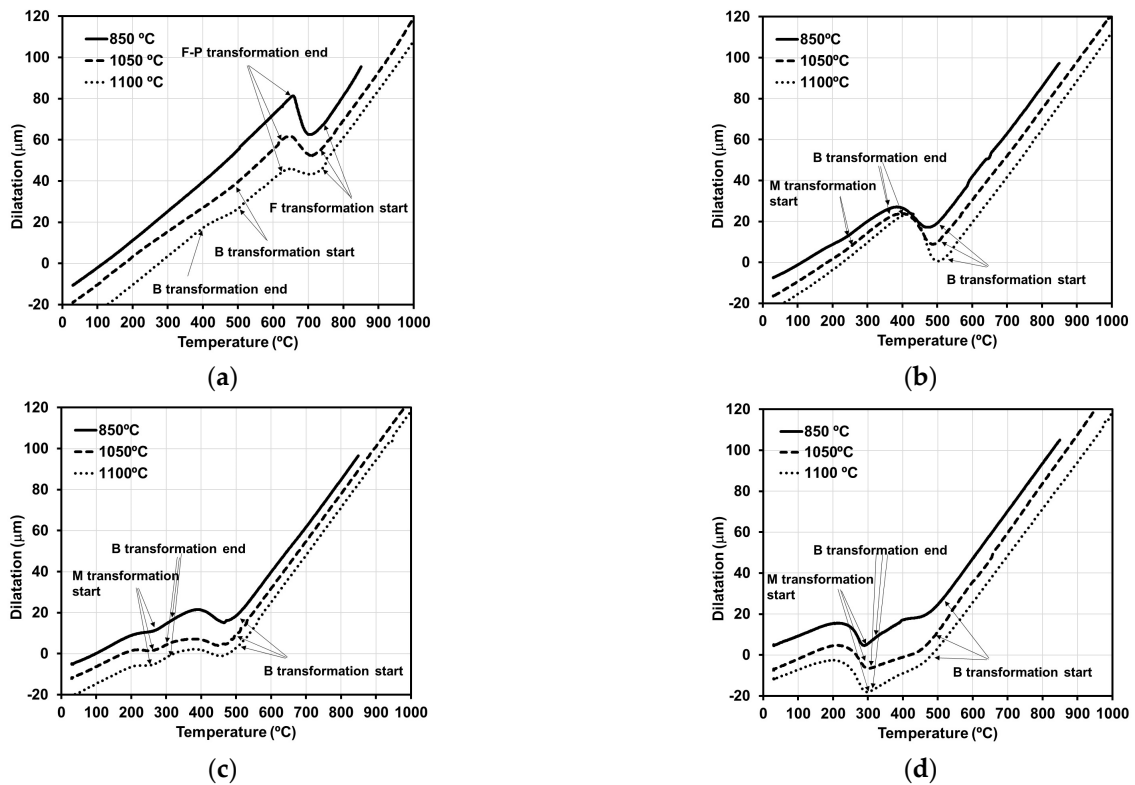 120
100
80
60
40
20
0
-20
Dilatation (μm)
850 ºC
1050 ºC
1100 ºC
F-P transformation end
F transformation start
B transformation start
B transformation end
0 100 200 300 400 500 600 700 800 900 1000
Temperature (ºC)
(a)
120
100
80
60
40
20
0
-20
Dilatation (μm)
850ºC
1050ºC
1100ºC
B transformation end
M transformation
start
B transformation start
0 100 200 300 400 500 600 700 800 900 1000
Temperature (ºC)
(b)
120
100
80
60
40
20
0
-20
Dilatation (μm)
850ºC
1050ºC
1100ºC
B transformation end
M transformation
start
B transformation start
0 100 200 300 400 500 600 700 800 900 1000
Temperature (ºC)
(c)
120
100
80
60
40
20
0
-20
Dilatation (μm)
850 ºC
1050 ºC
1100 ºC
B transformation end
M transformation
start
B transformation start
0 100 200 300 400 500 600 700 800 900 1000
Temperature (ºC)
(d)